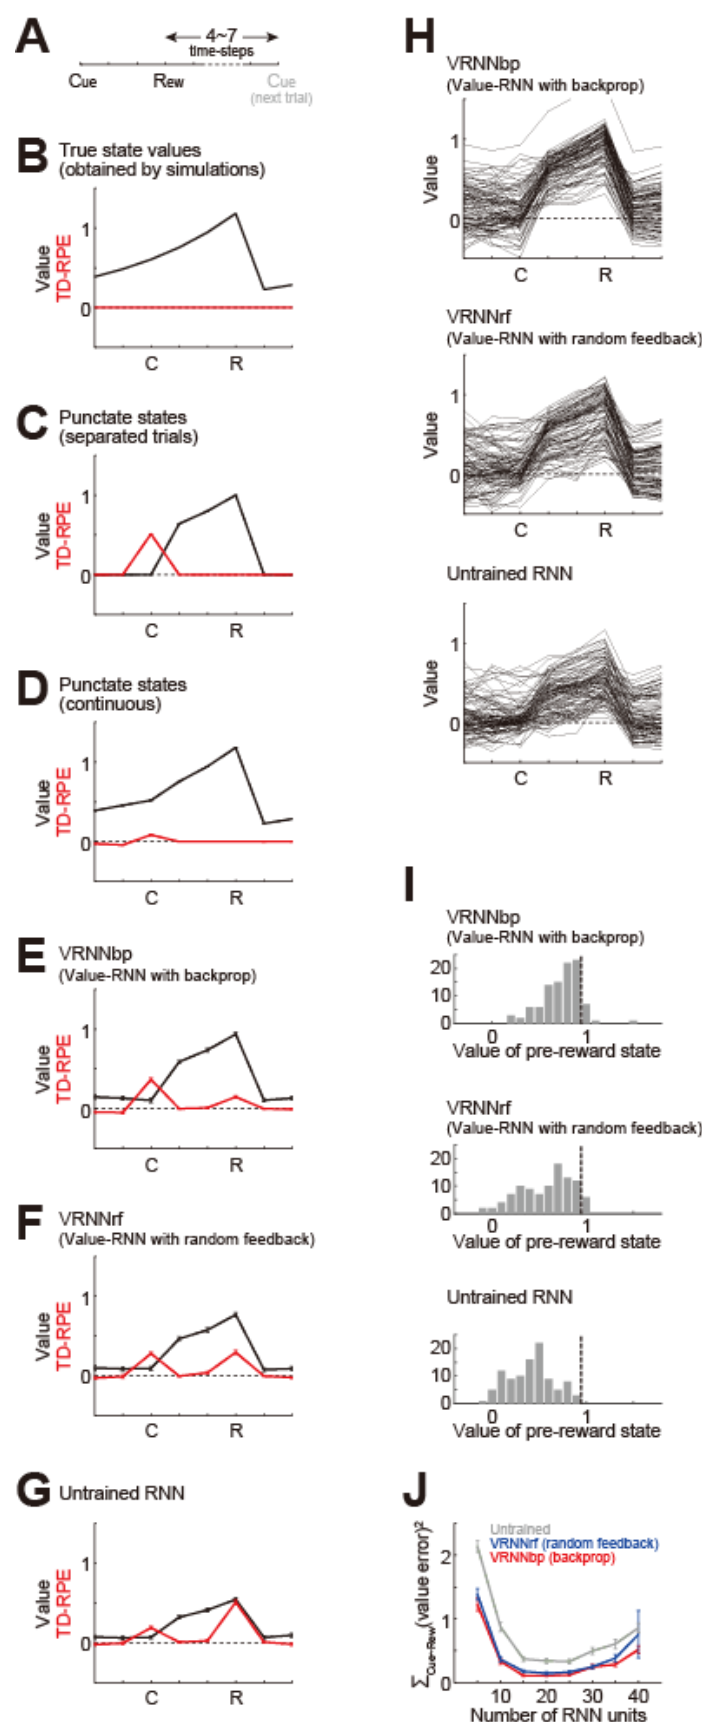 A
4~7
time-steps
Cue
Rew
Cue
(next trial)
B
True state values
(obtained by simulations)
Value
TD-RPE
1
0
C
R
C
Punctate states
(separated trials)
Value
TD-RPE
1
0
C
R
D
Punctate states
(continuous)
Value
TD-RPE
1
0
C
R
E
VRNNbp
(Value-RNN with backprop)
Value
TD-RPE
1
0
C
R
F
VRNNrf
(Value-RNN with random feedback)
Value
TD-RPE
1
0
C
R
G
Untrained RNN
Value
TD-RPE
1
0
C
R
H
VRNNbp
(Value-RNN with backprop)
Value
1
0
C
R
VRNNrf
(Value-RNN with random feedback)
Value
1
0
C
R
Untrained RNN
Value
1
0
C
R
I
VRNNbp
(Value-RNN with backprop)
20
10
0
0
1
Value of pre-reward state
VRNNrf
(Value-RNN with random feedback)
20
10
0
0
1
Value of pre-reward state
Untrained RNN
20
10
0
0
1
Value of pre-reward state
J
Untrained
VRNNrf (random feedback)
VRNNbp (backprop)
∑Cue-Rew(value error)²
2
1
0
10 20 30 40
Number of RNN units